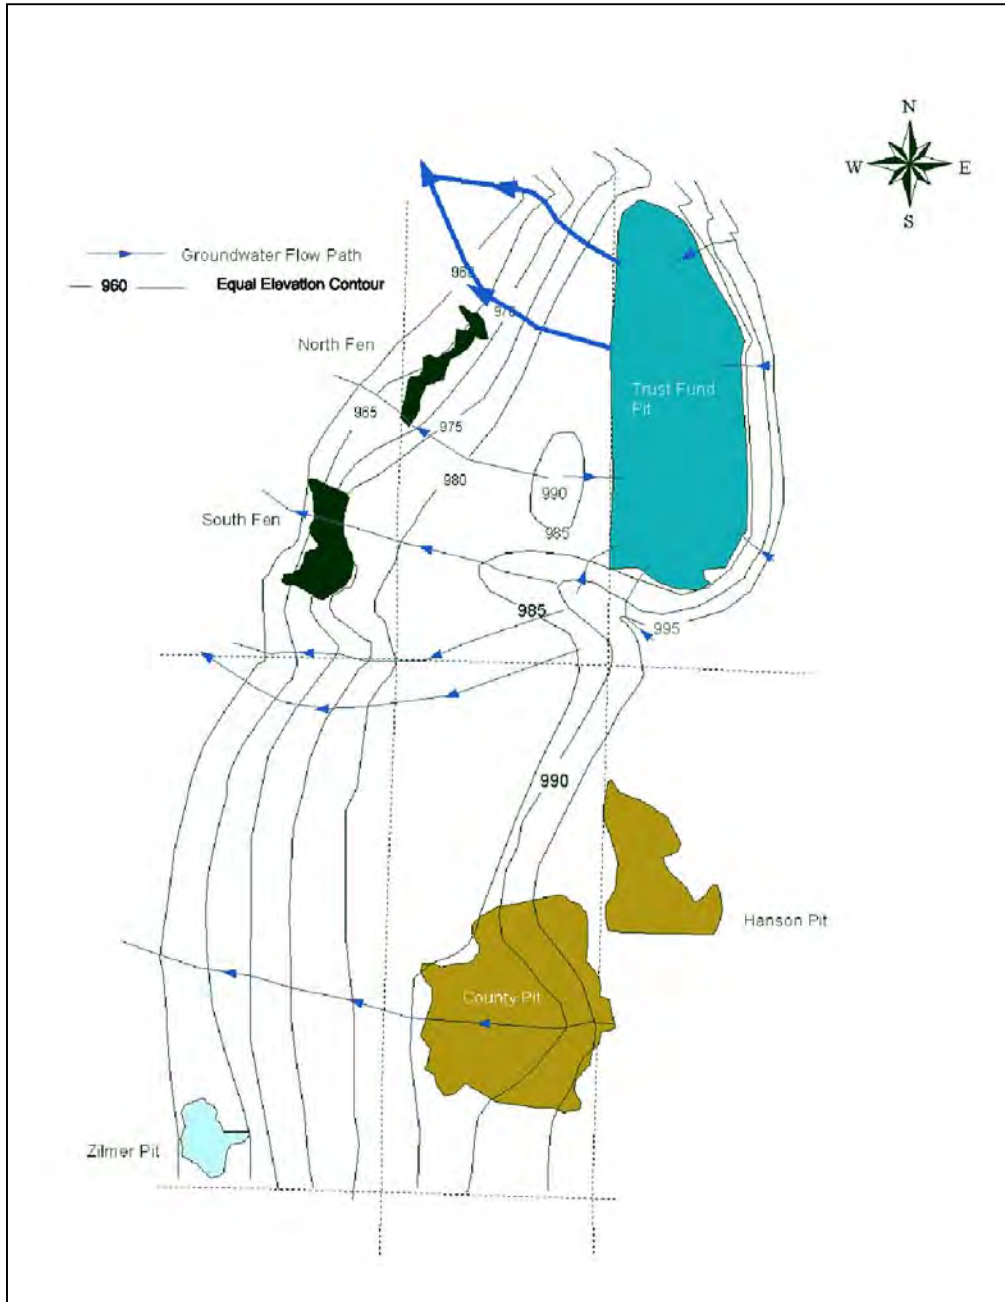 N
W E
S
Groundwater Flow Path
960 Equal Elevation Contour
970
North Fen
Trust Fund
Pit
965
975
980
990
South Fen
985
985
995
990
Hanson Pit
County Pit
Zilmer Pit